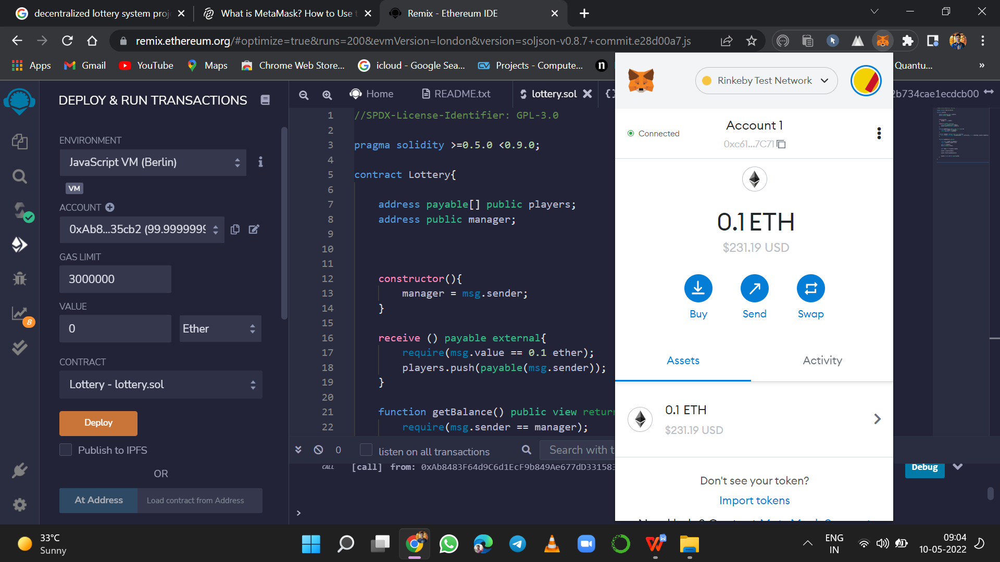 decentralized lottery system proj
What is MetaMask? How to Use t
Remix - Ethereum IDE
remix.ethereum.org/#optimize=true&runs=200&evmVersion=london&version=soljson-v0.8.7+commit.e28d00a7.js
Apps
Gmail
YouTube
Maps
Chrome Web Store...
icloud - Google Sea...
Projects - Compute...
Quantu...
»
DEPLOY & RUN TRANSACTIONS
ENVIRONMENT
JavaScript VM (Berlin)
VM
ACCOUNT
0xAb8...35cb2 (99.9999999
GAS LIMIT
3000000
VALUE
0
Ether
CONTRACT
Lottery - lottery.sol
Deploy
Publish to IPFS
OR
At Address
Load contract from Address
8
Home
README.txt
lottery.sol
2b734cae1ecdcb00
1 //SPDX-License-Identifier: GPL-3.0
2
3 pragma solidity >=0.5.0 <0.9.0;
4
5 contract Lottery{
6
7 address payable[] public players;
8 address public manager;
9
10
11
12 constructor(){
13 manager = msg.sender;
14 }
15
16 receive () payable external{
17 require(msg.value == 0.1 ether);
18 players.push(payable(msg.sender));
19 }
20
21 function getBalance() public view return
22 require(msg.sender == manager);
0
listen on all transactions
Search with t
CALL [call] from: 0xAb8483F64d9C6d1EcF9b849Ae677dD331583
Debug
>
Rinkeby Test Network
Connected
Account 1
0xc61...7C71
0.1 ETH
$231.19 USD
Buy
Send
Swap
Assets
Activity
0.1 ETH
$231.19 USD
Don't see your token?
Import tokens
33°C
Sunny
ENG
IN
09:04
10-05-2022